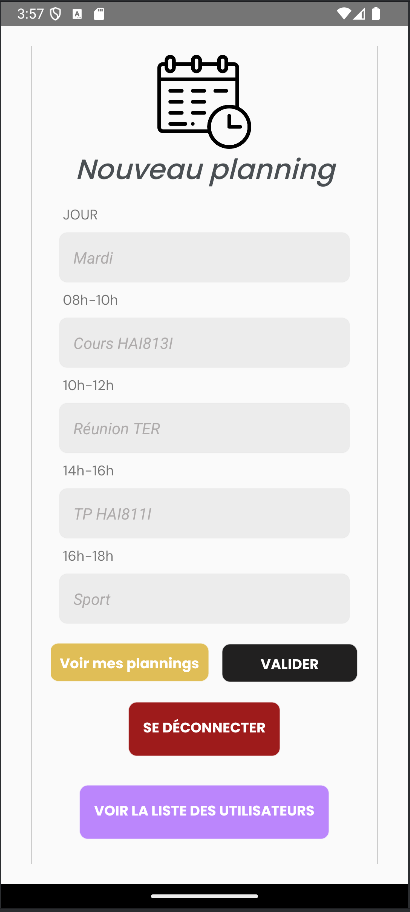 3:57
Nouveau planning
JOUR
Mardi
08h-10h
Cours HAI813I
10h-12h
Réunion TER
14h-16h
TP HAI811I
16h-18h
Sport
Voir mes plannings VALIDER
SE DÉCONNECTER
VOIR LA LISTE DES UTILISATEURS